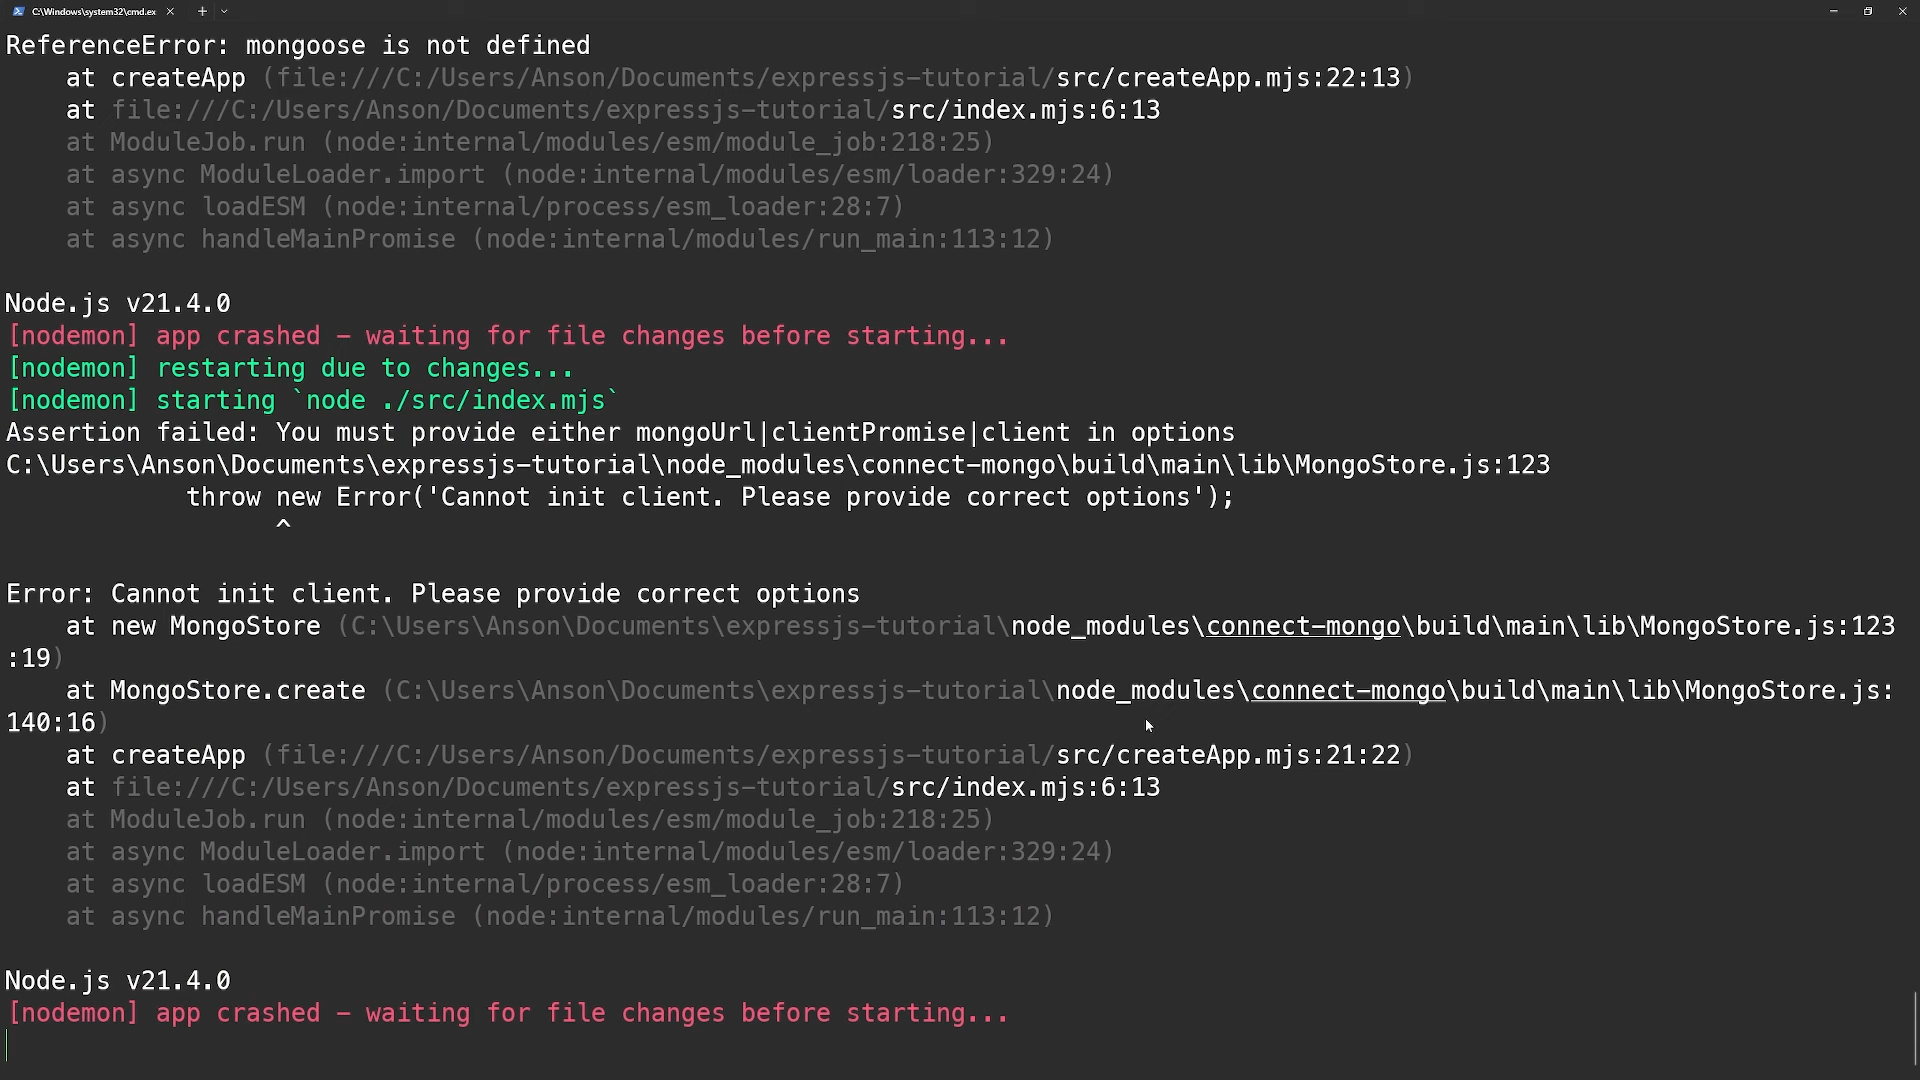 C:\Windows\system32\cmd.ex
ReferenceError: mongoose is not defined
    at createApp (file:///C:/Users/Anson/Documents/expressjs-tutorial/src/createApp.mjs:22:13)
    at file:///C:/Users/Anson/Documents/expressjs-tutorial/src/index.mjs:6:13
    at ModuleJob.run (node:internal/modules/esm/module_job:218:25)
    at async ModuleLoader.import (node:internal/modules/esm/loader:329:24)
    at async loadESM (node:internal/process/esm_loader:28:7)
    at async handleMainPromise (node:internal/modules/run_main:113:12)
Node.js v21.4.0
[nodemon] app crashed - waiting for file changes before starting...
[nodemon] restarting due to changes...
[nodemon] starting `node ./src/index.mjs`
Assertion failed: You must provide either mongoUrl|clientPromise|client in options
C:\Users\Anson\Documents\expressjs-tutorial\node_modules\connect-mongo\build\main\lib\MongoStore.js:123
            throw new Error('Cannot init client. Please provide correct options');
                  ^
Error: Cannot init client. Please provide correct options
    at new MongoStore (C:\Users\Anson\Documents\expressjs-tutorial\node_modules\connect-mongo\build\main\lib\MongoStore.js:123
:19)
    at MongoStore.create (C:\Users\Anson\Documents\expressjs-tutorial\node_modules\connect-mongo\build\main\lib\MongoStore.js:
140:16)
    at createApp (file:///C:/Users/Anson/Documents/expressjs-tutorial/src/createApp.mjs:21:22)
    at file:///C:/Users/Anson/Documents/expressjs-tutorial/src/index.mjs:6:13
    at ModuleJob.run (node:internal/modules/esm/module_job:218:25)
    at async ModuleLoader.import (node:internal/modules/esm/loader:329:24)
    at async loadESM (node:internal/process/esm_loader:28:7)
    at async handleMainPromise (node:internal/modules/run_main:113:12)
Node.js v21.4.0
[nodemon] app crashed - waiting for file changes before starting...